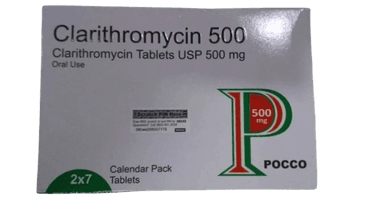 Clarithromycin 500
Clarithromycin Tablets USP 500 mg
Oral Use
P
500
mg
POCCO
2x7
Calendar Pack
Tablets